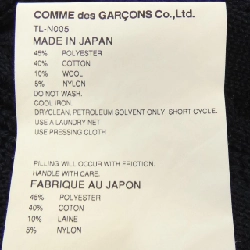 COMME des GARÇONS Co.,Ltd.
TL-N005
MADE IN JAPAN
45% POLYESTER
40% COTTON
10% WOOL
5% NYLON
DO NOT WASH.
COOL IRON.
DRYCLEAN, PETROLEUM SOLVENT ONLY. SHORT CYCLE.
USE A LAUNDRY NET
USE PRESSING CLOTH
PILLING WILL OCCUR WITH FRICTION.
HANDLE WITH CARE.
FABRIQUE AU JAPON
45% POLYESTER
40% COTON
10% LAINE
5% NYLON